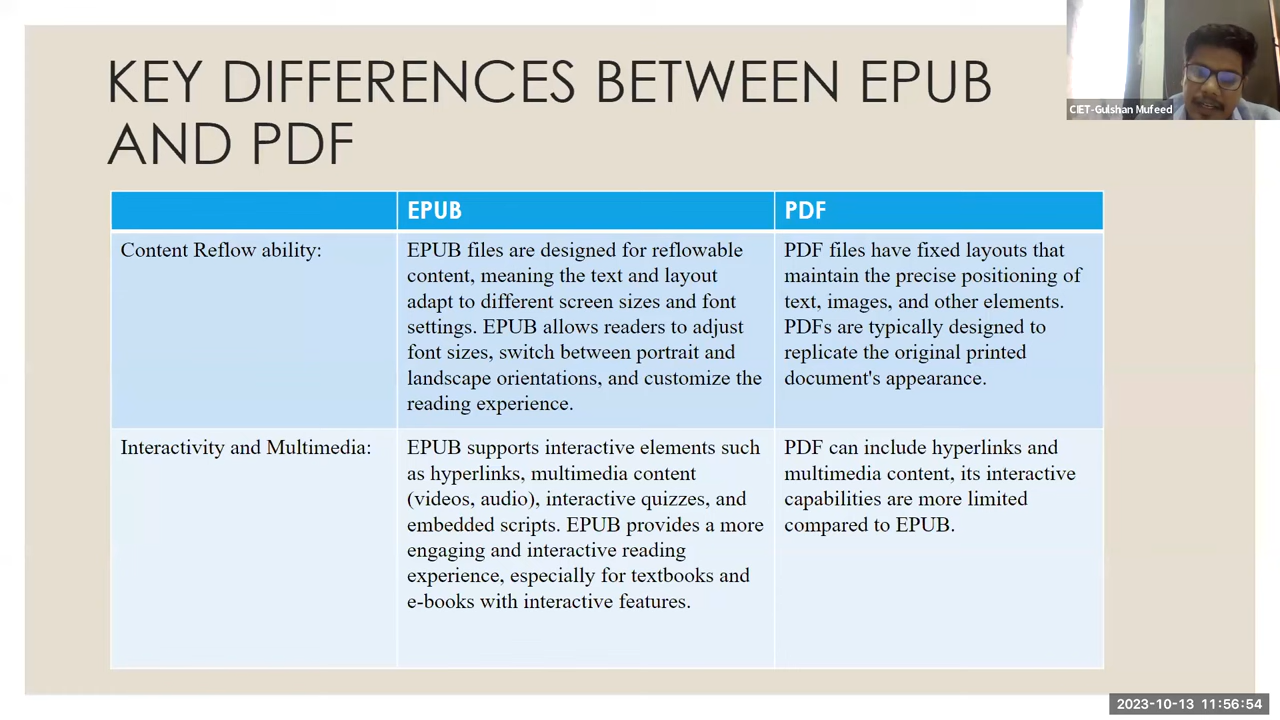 KEY DIFFERENCES BETWEEN EPUB
AND PDF
CIET-Gulshan Mufeed
EPUB
PDF
Content Reflow ability:
EPUB files are designed for reflowable
content, meaning the text and layout
adapt to different screen sizes and font
settings. EPUB allows readers to adjust
font sizes, switch between portrait and
landscape orientations, and customize the
reading experience.
PDF files have fixed layouts that
maintain the precise positioning of
text, images, and other elements.
PDFs are typically designed to
replicate the original printed
document's appearance.
Interactivity and Multimedia:
EPUB supports interactive elements such
as hyperlinks, multimedia content
(videos, audio), interactive quizzes, and
embedded scripts. EPUB provides a more
engaging and interactive reading
experience, especially for textbooks and
e-books with interactive features.
PDF can include hyperlinks and
multimedia content, its interactive
capabilities are more limited
compared to EPUB.
2023-10-13 11:56:54